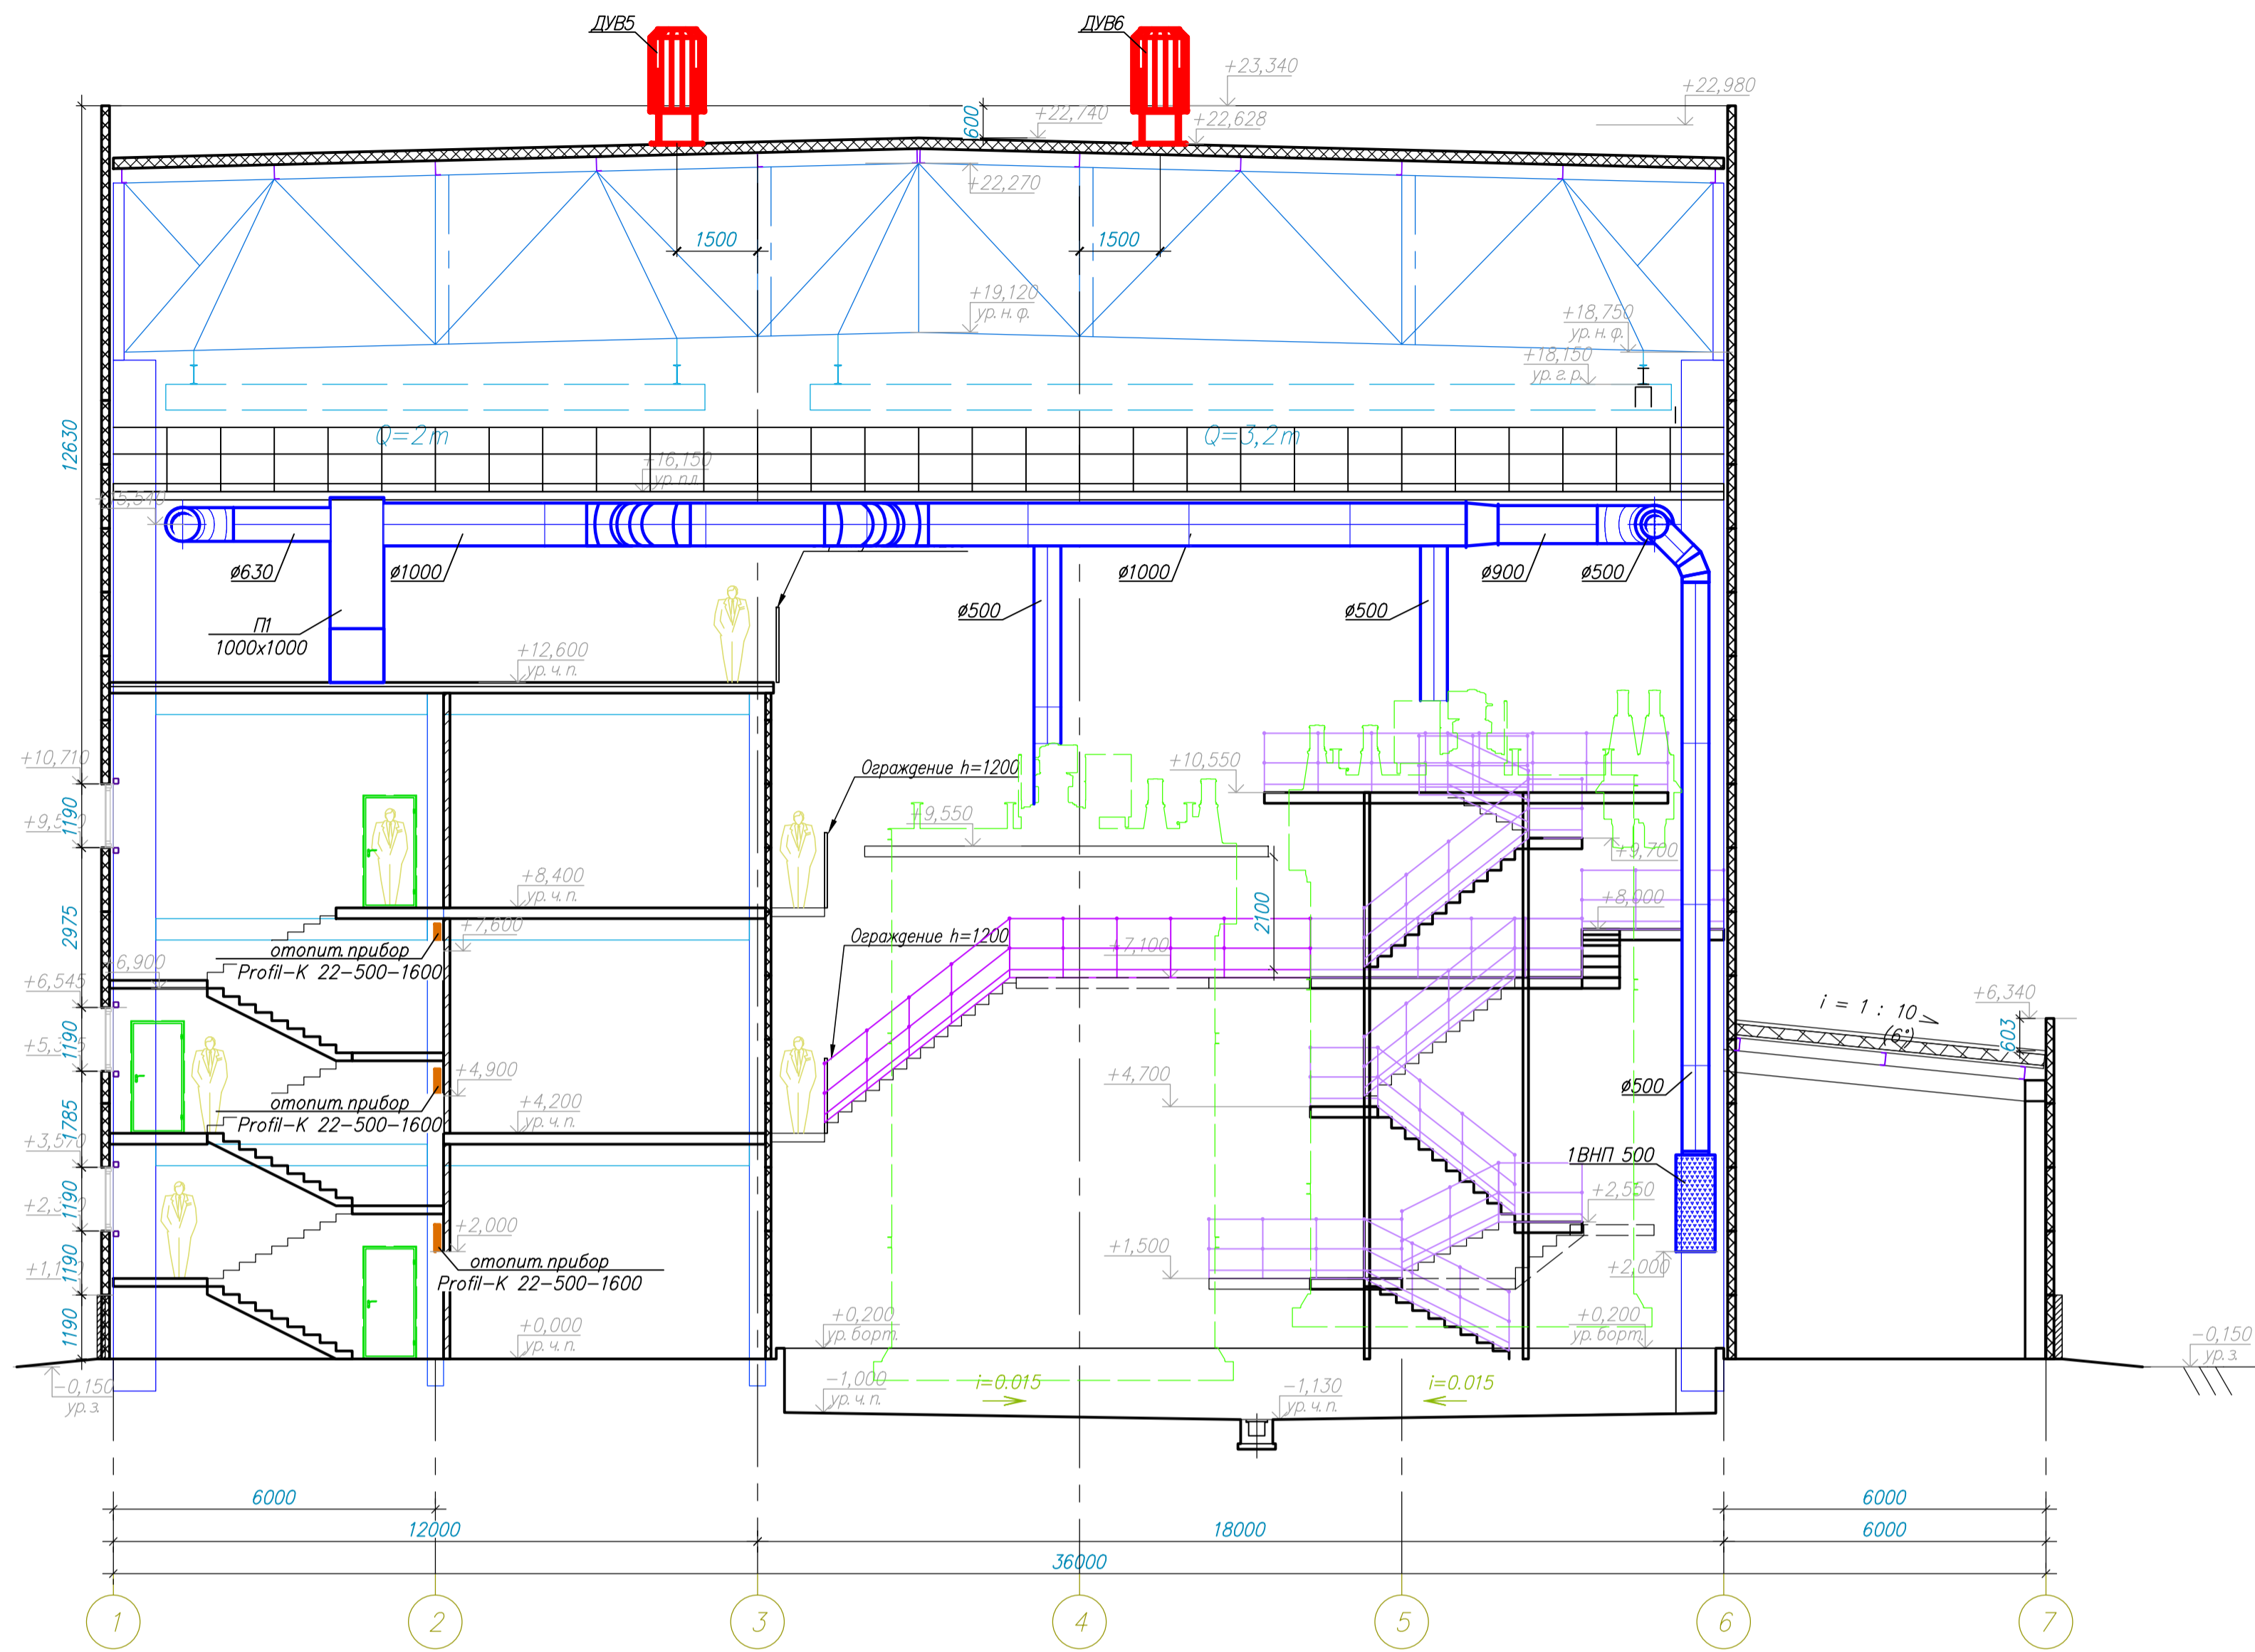 ДУВ5
ДУВ6
+23,340
+22,980
600
+22,740
+22,628
+22,270
1500
1500
+19,120
ур. н. ф.
+18,750
ур. н. ф.
+18,150
ур. г. р.
12630
Q=2т
Q=3,2т
+16,150
ур. пл.
ø630
ø1000
ø1000
ø900
ø500
ø500
ø500
П1
1000х1000
+12,600
ур. ч. п.
+10,710
1190
Ограждение h=1200
+10,550
+9,550
+9,700
+8,400
ур. ч. п.
+8,000
2975
+7,600
2100
отопит. прибор
Profil-K 22-500-1600
Ограждение h=1200
+7,100
6,900
+6,545
+6,340
i = 1 : 10
(6°)
603
1190
+4,900
+4,700
ø500
отопит. прибор
Profil-K 22-500-1600
+4,200
ур. ч. п.
1785
+3,570
1ВНП 500
1190
+2,550
+2,000
отопит. прибор
Profil-K 22-500-1600
+1,500
+2,000
1190
1190
+0,200
ур. борт.
+0,200
ур. борт.
+0,000
ур. ч. п.
-0,150
ур. з.
-0,150
ур. з.
-1,000
ур. ч. п.
i=0.015
-1,130
ур. ч. п.
i=0.015
6000
6000
12000
18000
6000
36000
1
2
3
4
5
6
7